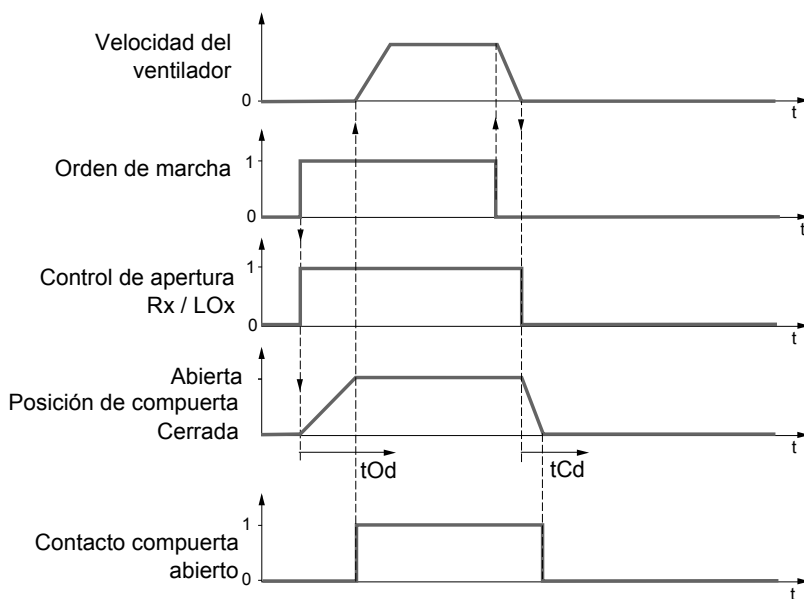 Velocidad del
ventilador
0
t
Orden de marcha
1
0
t
Control de apertura
Rx / LOx
1
0
t
Abierta
Posición de compuerta
Cerrada
t
tOd
tCd
Contacto compuerta
abierto
1
0
t